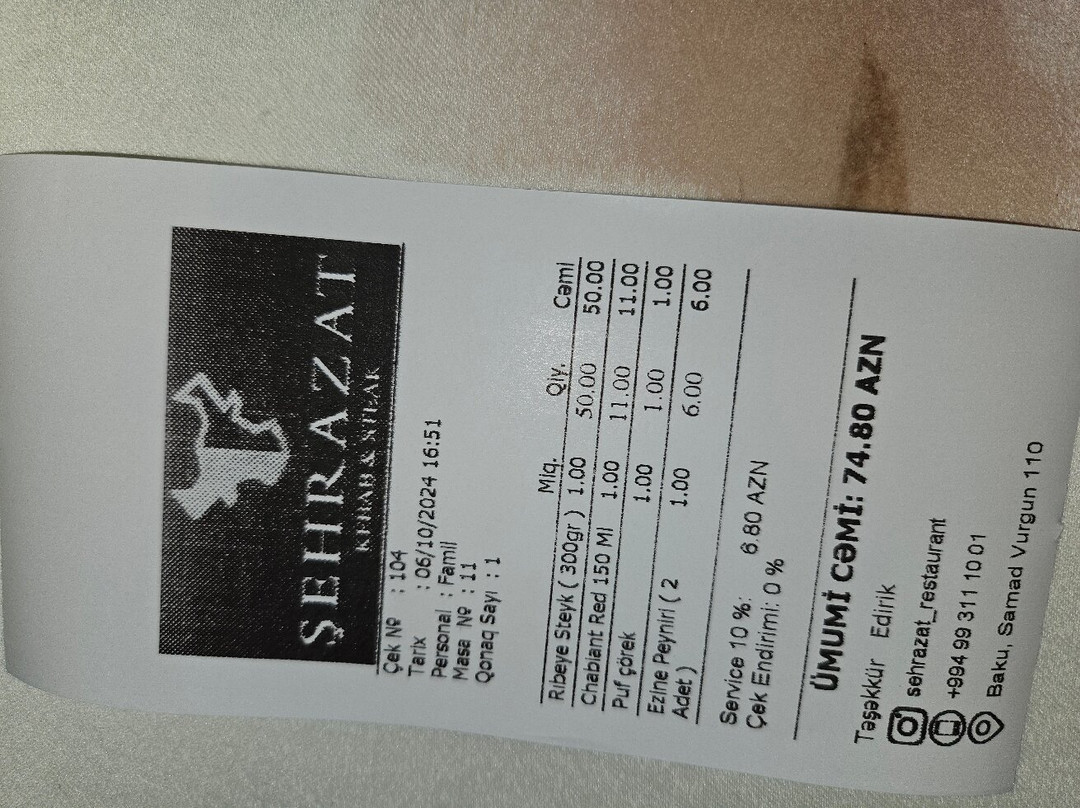 ŞEHRAZAT
KEBAB & STEAK
Çek № : 104
Tarix : 06/10/2024 16:51
Personal : Famil
Masa № : 11
Qonaq Sayı : 1
Miq. Qiy. Cəmi
Ribeye Steyk ( 300gr ) 1.00 50.00 50.00
Chablant Red 150 Ml 1.00 11.00 11.00
Puf çörek 1.00 1.00 1.00
Ezine Peyniri ( 2 1.00 6.00 6.00
Adet )
Service 10 %: 6.80 AZN
Çek Endirimi: 0 %
ÜMUMİ CƏMİ: 74.80 AZN
Təşəkkür Edirik
sehrazat_restaurant
+994 99 311 10 01
Baku, Samad Vurgun 110